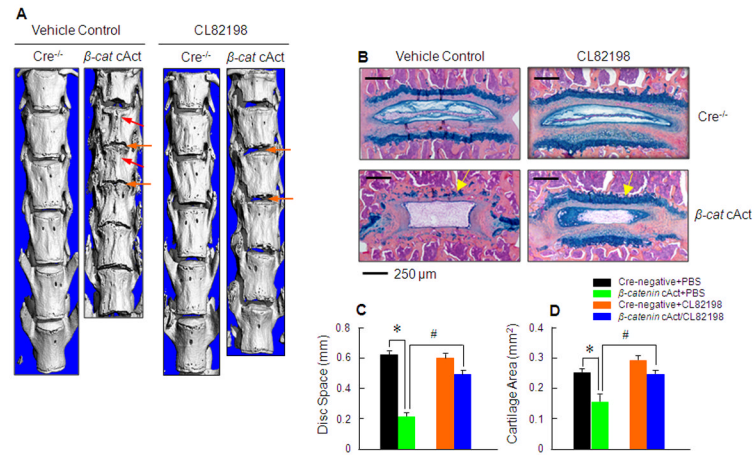 A
Vehicle Control
CL82198
Cre-/-
β-cat cAct
Cre-/-
β-cat cAct
B
Vehicle Control
CL82198
Cre-/-
β-cat cAct
250 µm
Cre-negative+PBS
β-catenin cAct+PBS
Cre-negative+CL82198
β-catenin cAct/CL82198
C
Disc Space (mm)
0.8
0.6
0.4
0.2
0
*
#
D
Cartilage Area (mm2)
0.4
0.3
0.2
0.1
0
*
#